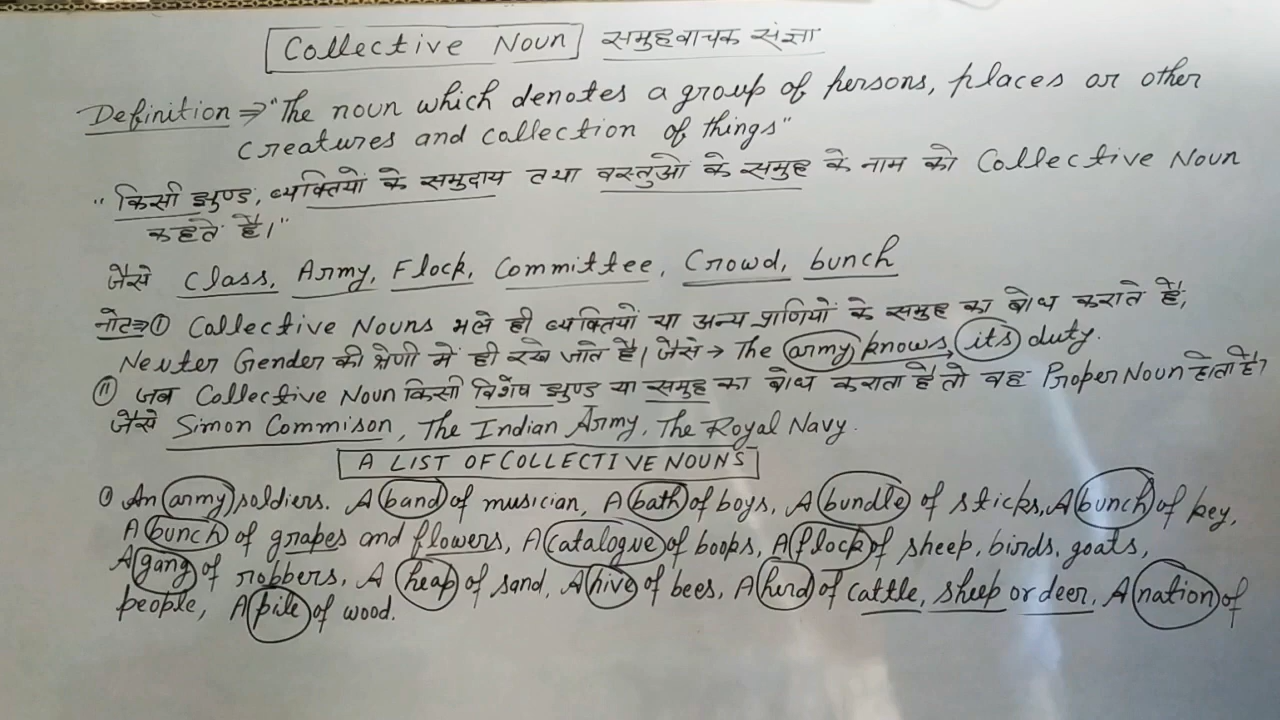 Collective Noun समुहवाचक संज्ञा
Definition ⇒ "The noun which denotes a group of persons, places or other
creatures and collection of things"
"किसी झुण्ड, व्यक्तियों के समुदाय तथा वस्तुओं के समुह के नाम को Collective Noun
कहते है।"
जैसे Class, Army, Flock, Committee, Crowd, bunch
नोट⇒ ① Collective Nouns भले ही व्यक्तियों या अन्य प्राणियों के समुह का बोध कराते है,
Neuter Gender की श्रेणी में ही रखे जाते है। जैसे → The army knows its duty.
⑪ जब Collective Noun किसी विशेष झुण्ड या समुह का बोध कराता है तो वह Proper Noun होता है।
जैसे Simon Commison, The Indian Army, The Royal Navy.
A LIST OF COLLECTIVE NOUNS
① An army soldiers. A band of musician, A bath of boys, A bundle of sticks, A bunch of key,
A bunch of grapes and flowers, A catalogue of books, A flock of sheep, birds, goats,
A gang of robbers, A heap of sand, A hive of bees, A herd of cattle, sheep or deer, A nation of
people, A pile of wood.